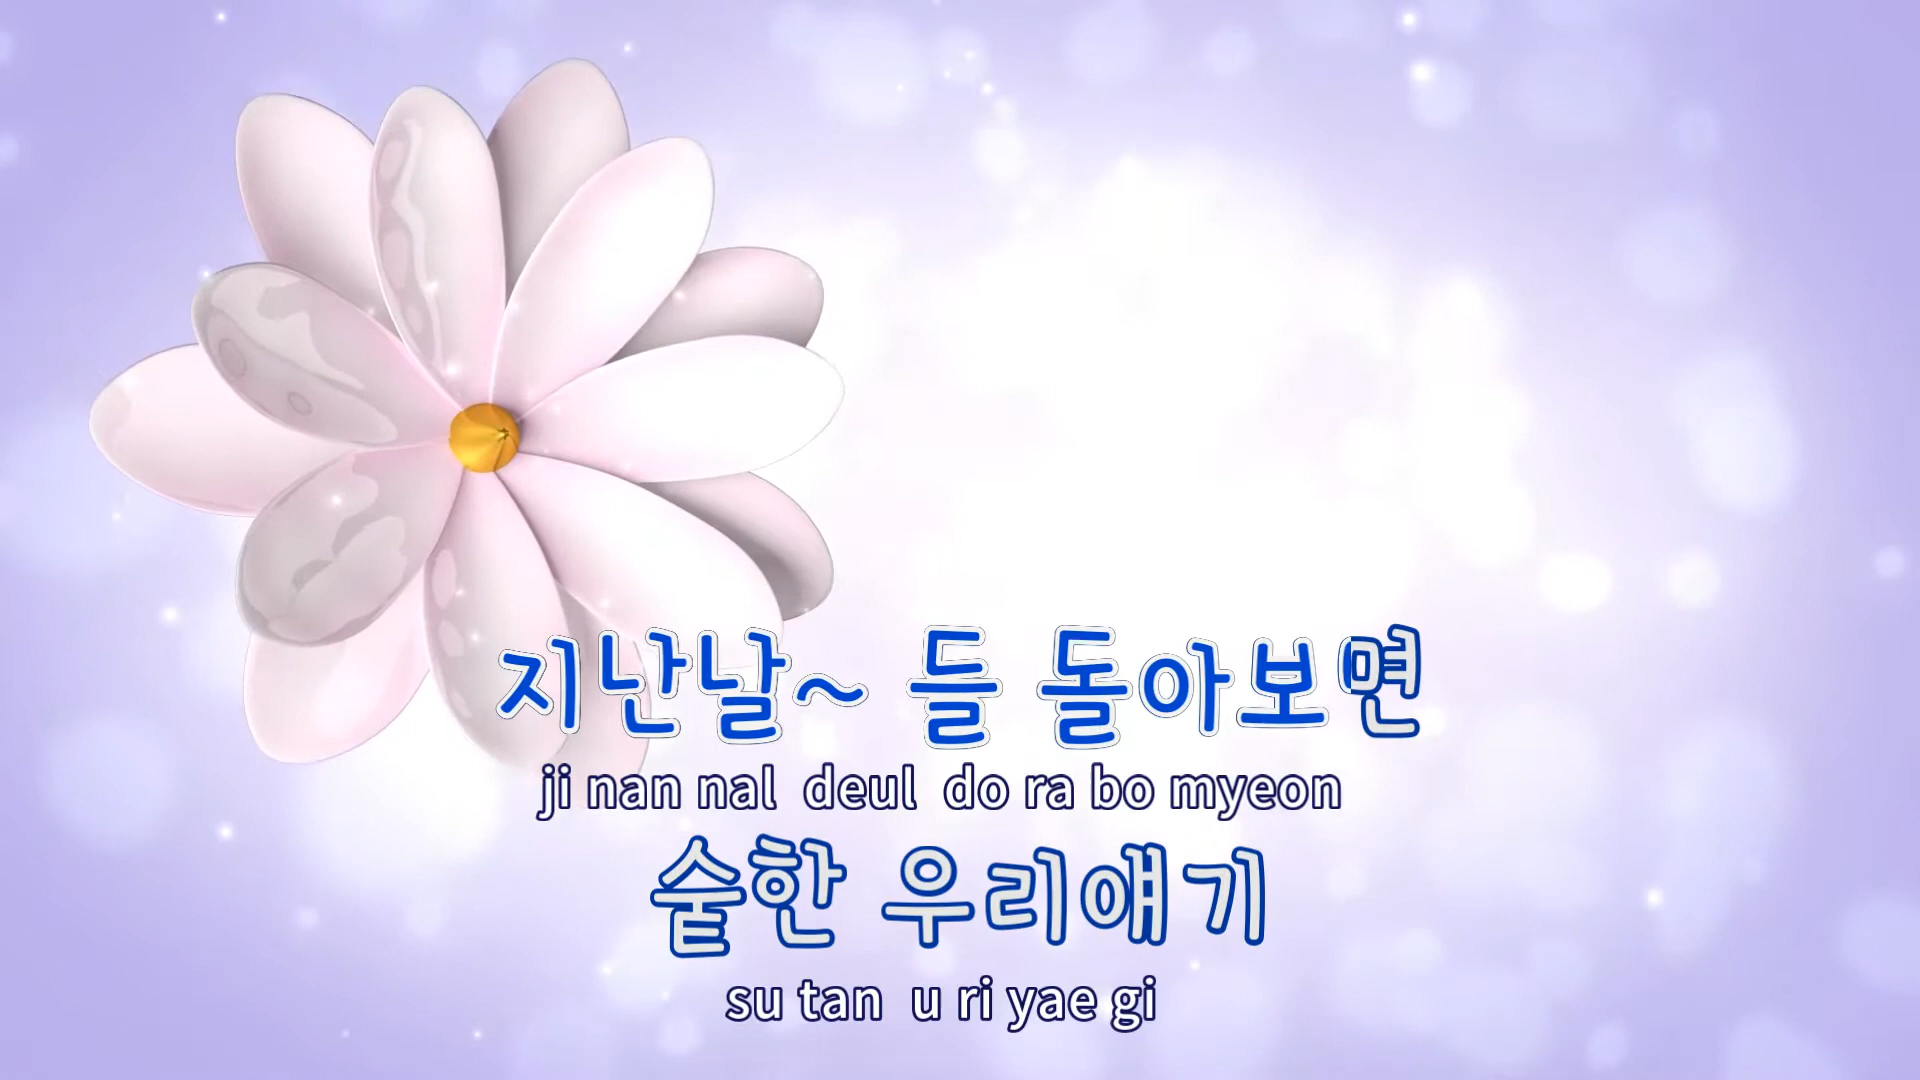 지난날~ 들 돌아보면
ji nan nal deul do ra bo myeon
숱한 우리얘기
su tan u ri yae gi